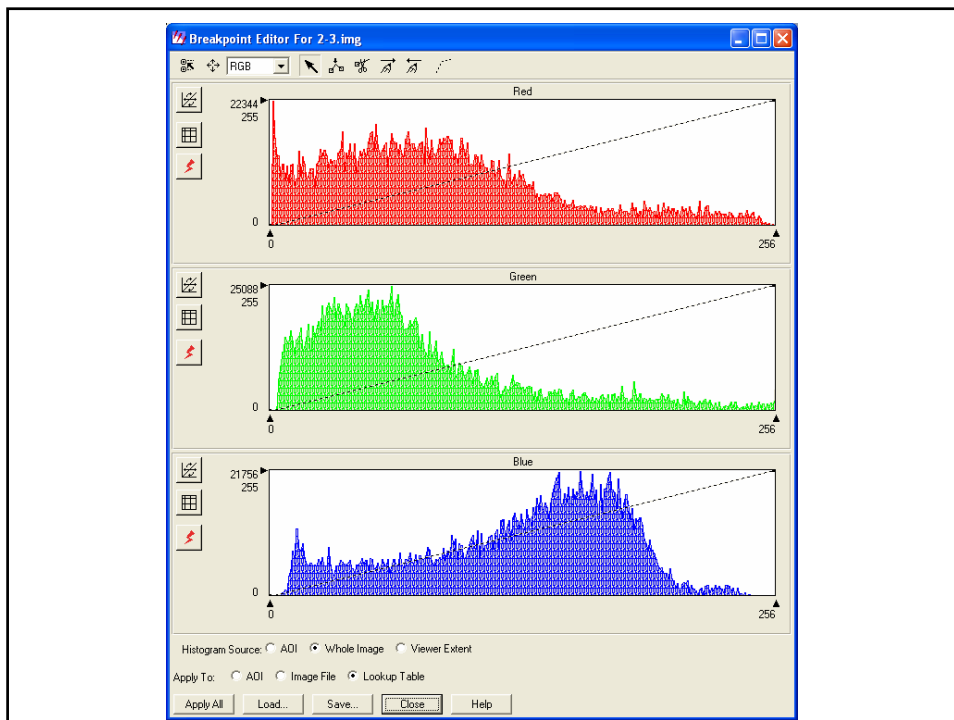 Breakpoint Editor For 2-3.img
RGB
Red
22344
255
0
0 256
Green
25088
255
0
0 256
Blue
21756
255
0
0 256
Histogram Source: AOI Whole Image Viewer Extent
Apply To: AOI Image File Lookup Table
Apply All Load... Save... Close Help